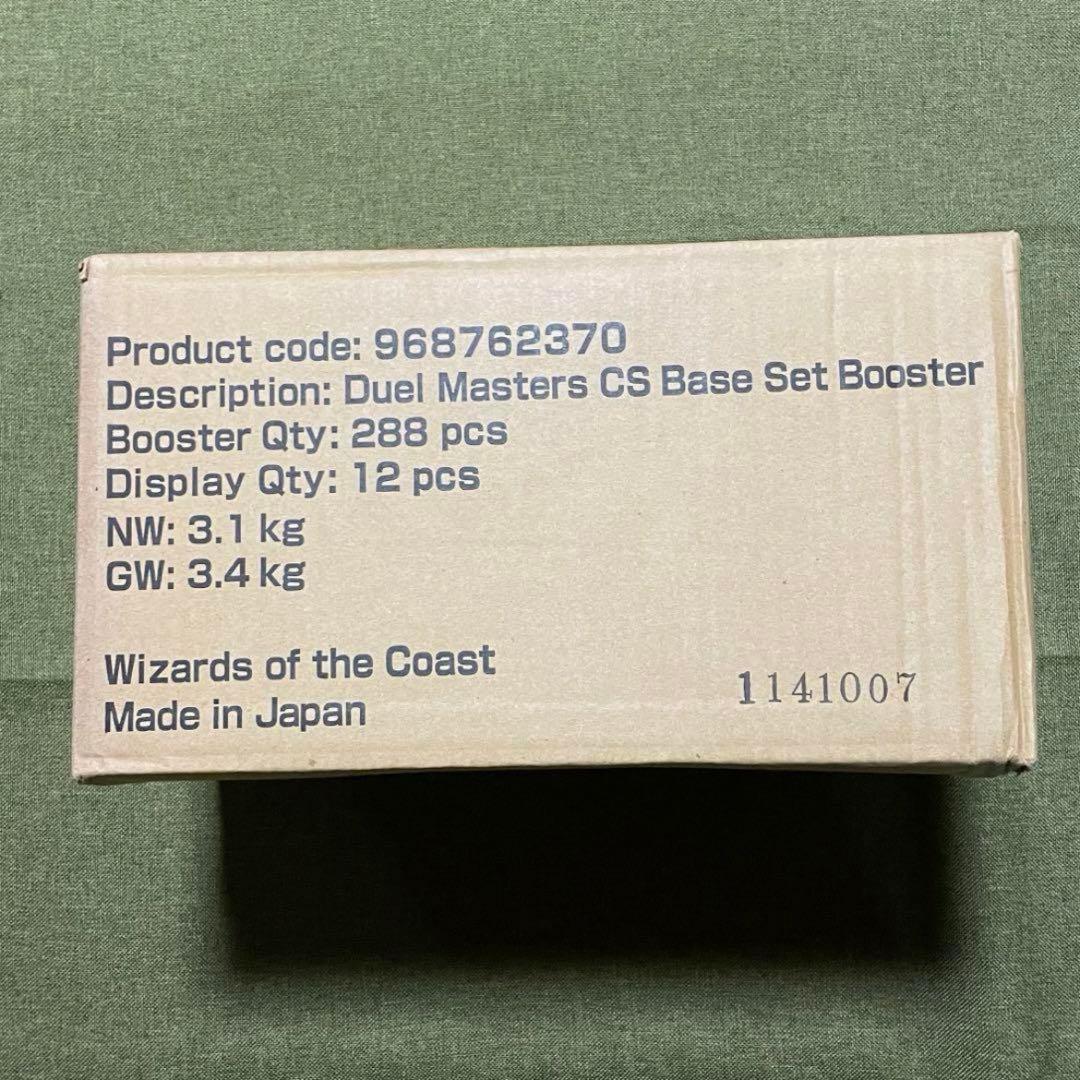 Product code: 968762370
Description: Duel Masters CS Base Set Booster
Booster Qty: 288 pcs
Display Qty: 12 pcs
NW: 3.1 kg
GW: 3.4 kg
Wizards of the Coast
Made in Japan
1141007